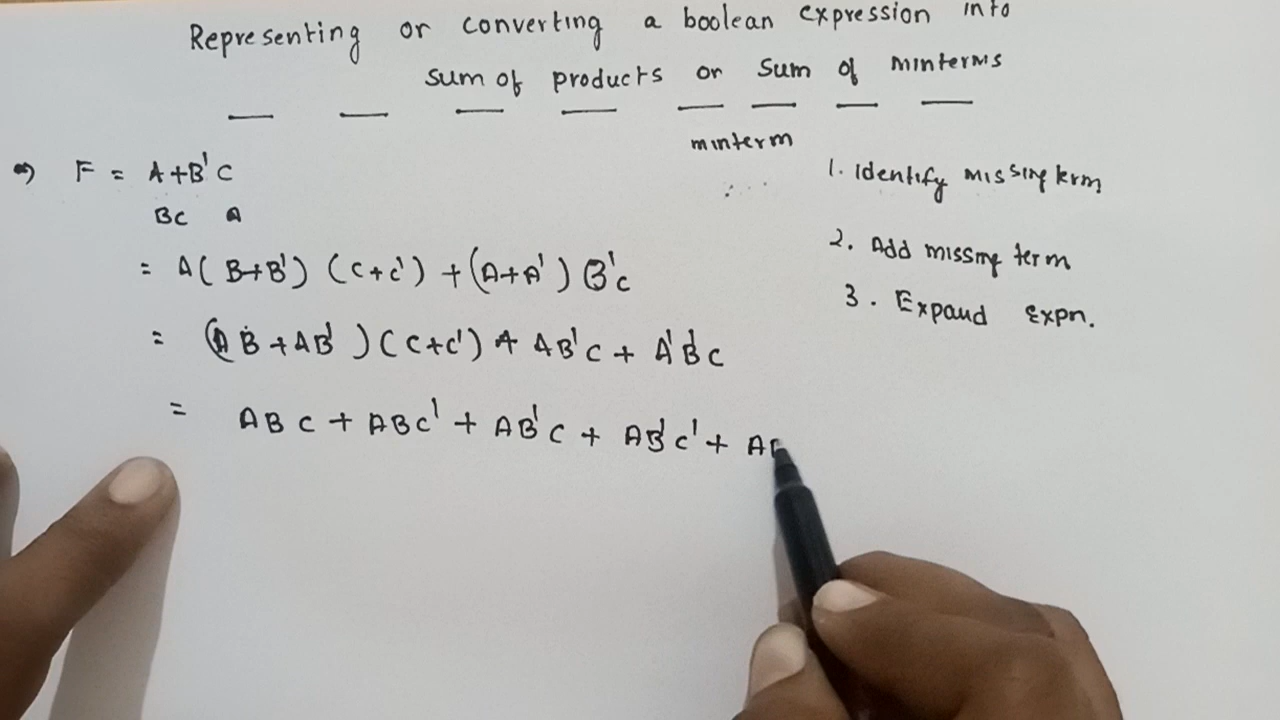 Representing or converting a boolean expression into
sum of products or sum of minterms
minterm
⇒ F = A+B'C
BC A
= A(B+B') (C+C') + (A+A') B'C
= (AB+AB') (C+C') + AB'C + A'B'C
= ABC + ABC' + AB'C + AB'C' + AB
1. Identify missing term
2. Add missing term
3. Expand Expn.